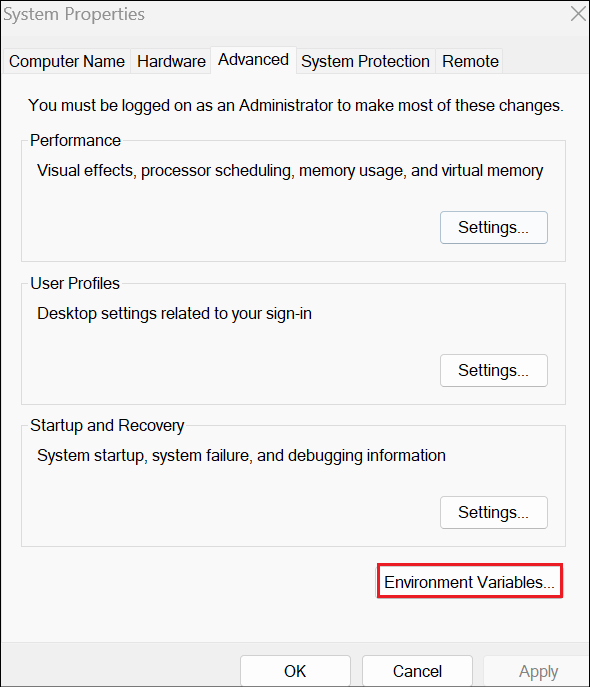 System Properties
Computer Name Hardware Advanced System Protection Remote
You must be logged on as an Administrator to make most of these changes.
Performance
Visual effects, processor scheduling, memory usage, and virtual memory
Settings...
User Profiles
Desktop settings related to your sign-in
Settings...
Startup and Recovery
System startup, system failure, and debugging information
Settings...
Environment Variables...
OK Cancel Apply